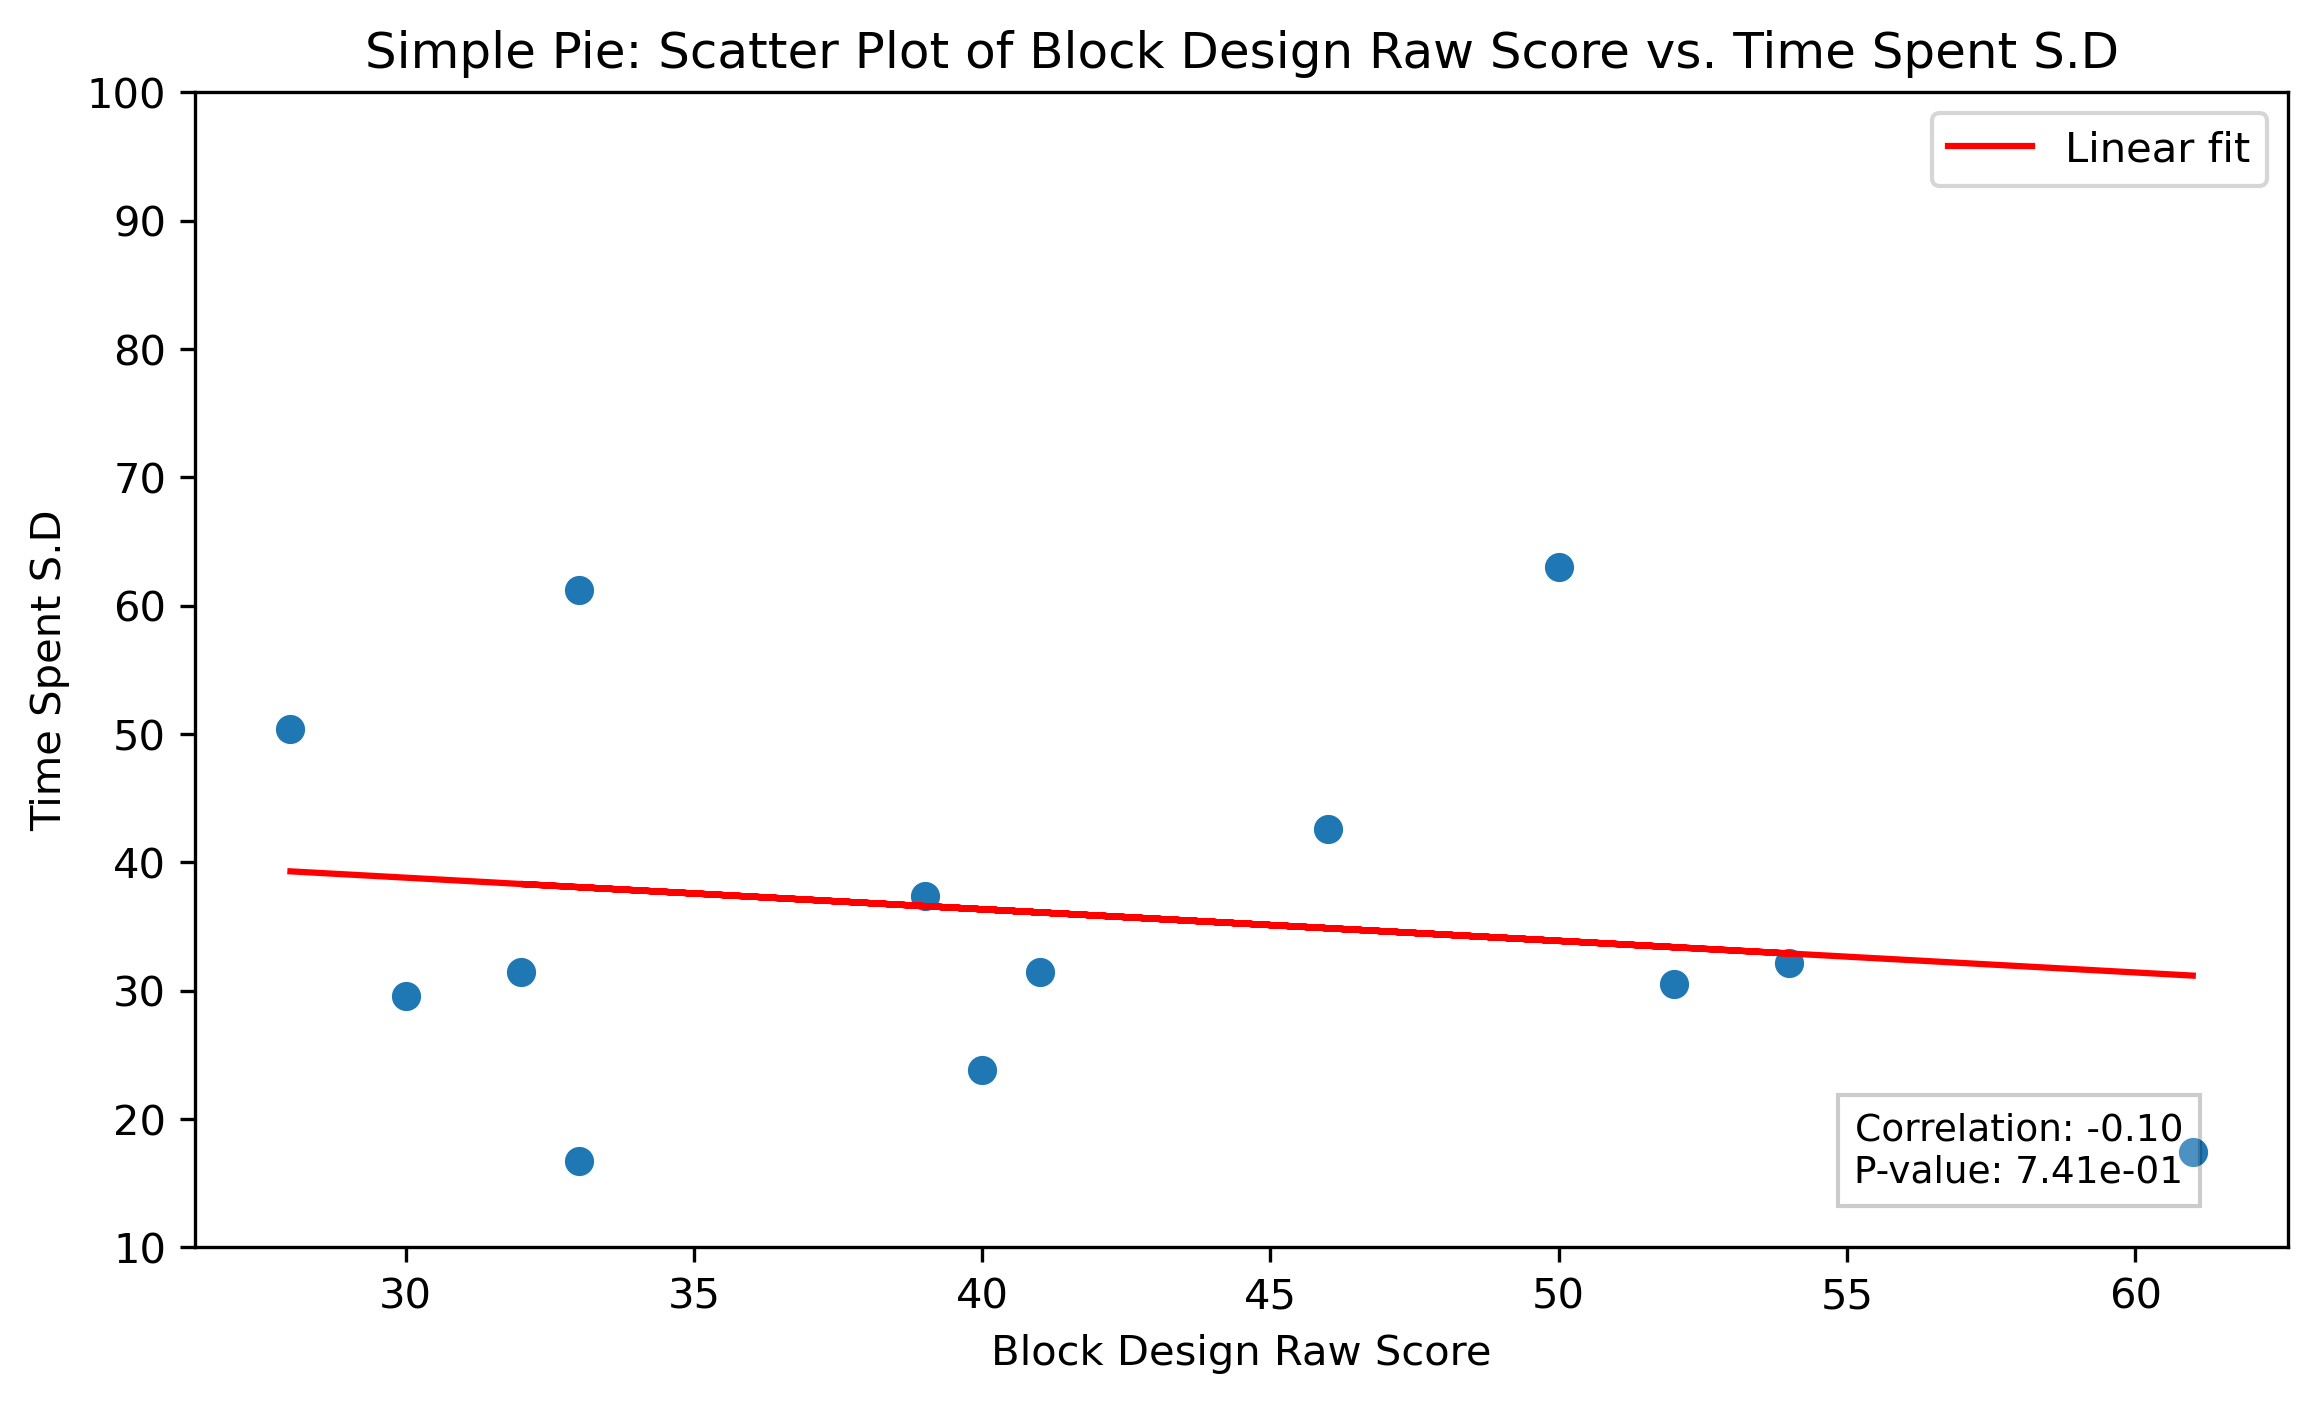 Simple Pie: Scatter Plot of Block Design Raw Score vs. Time Spent S.D
Linear fit
100
90
80
70
60
50
40
30
20
10
Time Spent S.D
Correlation: -0.10
P-value: 7.41e-01
30 35 40 45 50 55 60
Block Design Raw Score